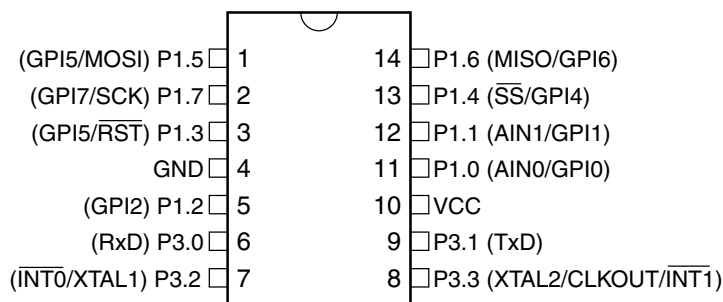 (GPI5/MOSI) P1.5 1 14 P1.6 (MISO/GPI6)
(GPI7/SCK) P1.7 2 13 P1.4 (SS/GPI4)
(GPI5/RST) P1.3 3 12 P1.1 (AIN1/GPI1)
GND 4 11 P1.0 (AIN0/GPI0)
(GPI2) P1.2 5 10 VCC
(RxD) P3.0 6 9 P3.1 (TxD)
(INT0/XTAL1) P3.2 7 8 P3.3 (XTAL2/CLKOUT/INT1)